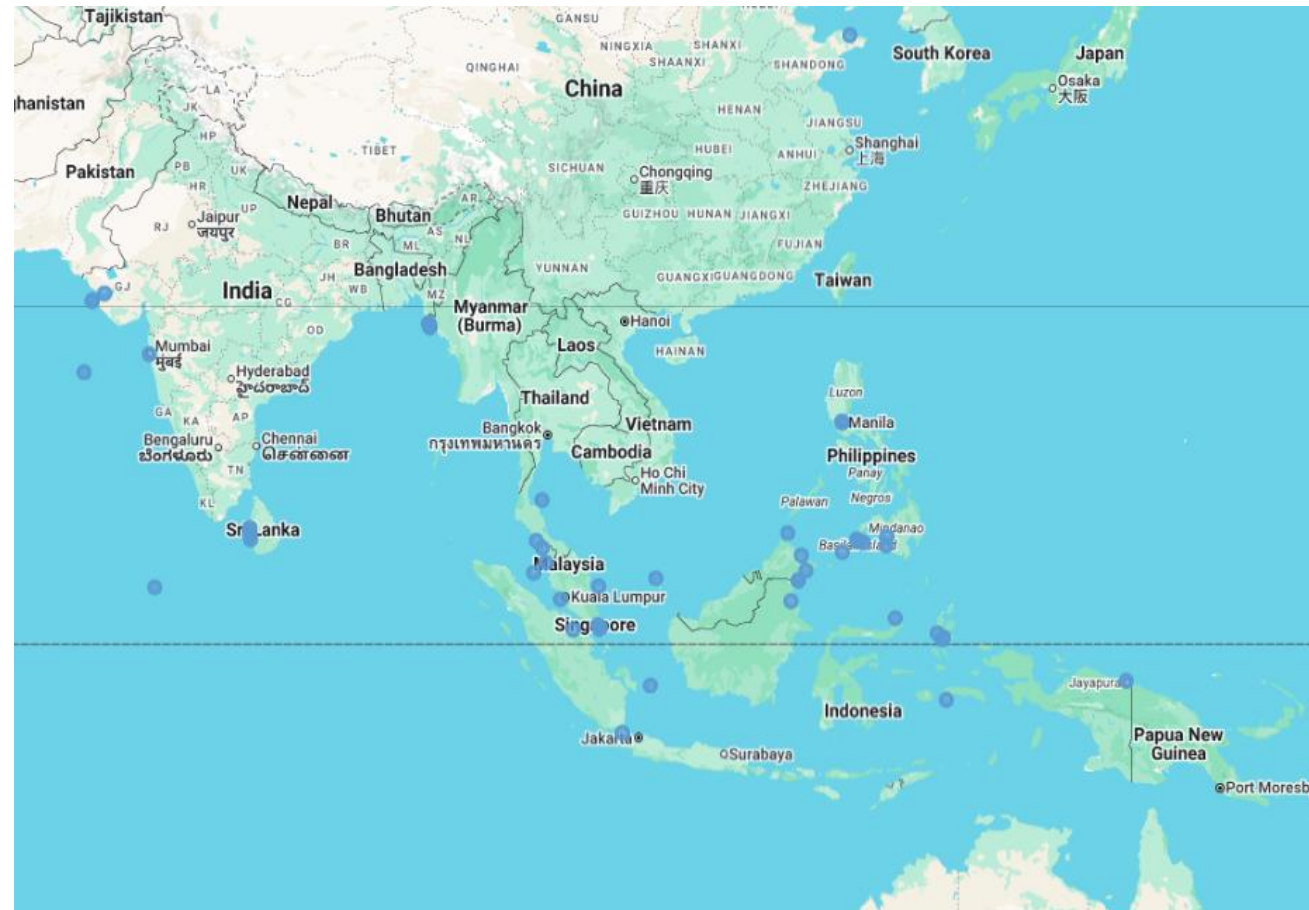 Tajikistan
GANSU
NINGXIA
SHANXI
SHAANXI
SHANDONG
QINGHAI
China
South Korea
Japan
Osaka
大阪
hanistan
LA
JK
HP
HENAN
JIANGSU
Shanghai
上海
TIBET
HUBEI
ANHUI
Pakistan
PB
UK
HR
SICHUAN
Chongqing
重庆
ZHEJIANG
Nepal
Bhutan
AR
UP
Jaipur
जयपुर
RJ
AS
NL
ML
BR
GUIZHOU
HUNAN
JIANGXI
FUJIAN
Bangladesh
YUNNAN
GUANGXI
GUANGDONG
Taiwan
GJ
India
JH
WB
CG
MZ
Myanmar
(Burma)
Hanoi
OD
Laos
HAINAN
Mumbai
मुंबई
Hyderabad
హైదరాబాద్
Thailand
Luzon
GA
KA
AP
Vietnam
Manila
Bengaluru
ಬೆಂಗಳೂರು
Chennai
சென்னை
Bangkok
กรุงเทพมหานคร
Cambodia
Philippines
Panay
TN
Ho Chi
Minh City
KL
Palawan
Negros
Sri Lanka
Mindanao
Malaysia
Kuala Lumpur
Singapore
Jayapura
Indonesia
Papua New
Guinea
Jakarta
Surabaya
Port Moresb